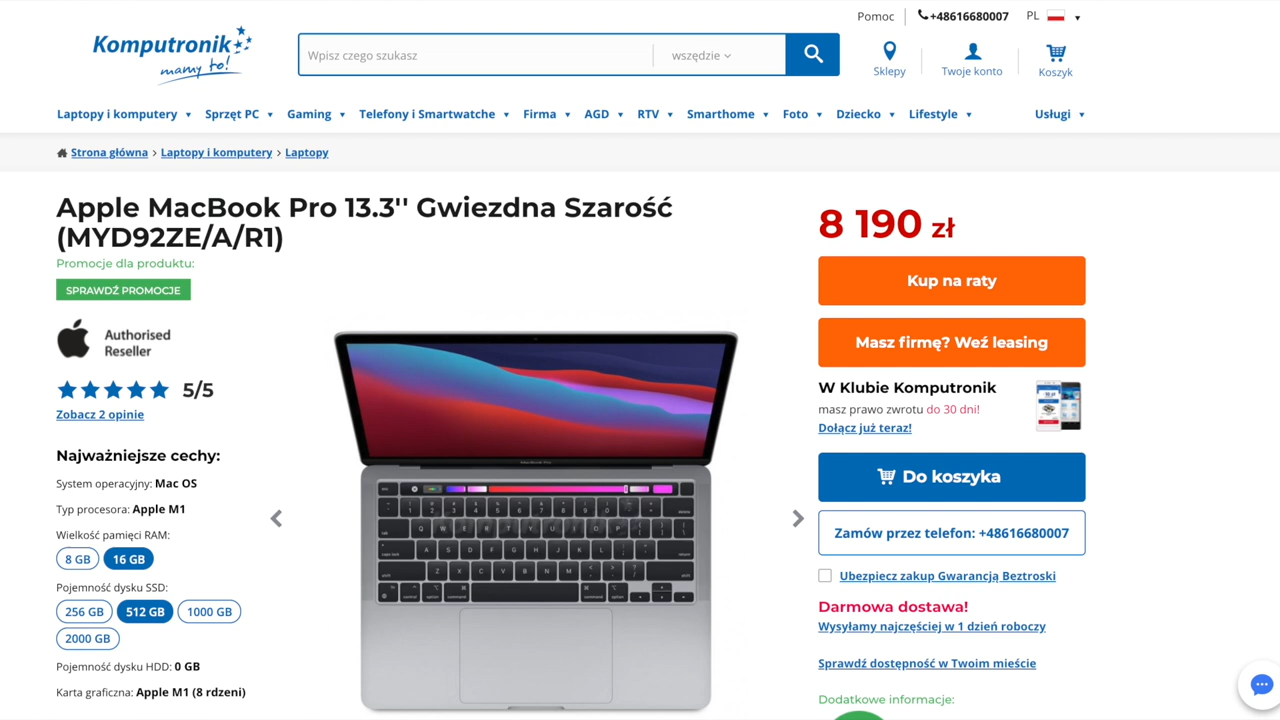 Pomoc
+48616680007
PL
Komputronik
mamy to!
Wpisz czego szukasz
wszędzie
Sklepy
Twoje konto
Koszyk
Laptopy i komputery
Sprzęt PC
Gaming
Telefony i Smartwatche
Firma
AGD
RTV
Smarthome
Foto
Dziecko
Lifestyle
Usługi
Strona główna > Laptopy i komputery > Laptopy
Apple MacBook Pro 13.3'' Gwiezdna Szarość
(MYD92ZE/A/R1)
Promocje dla produktu:
SPRAWDŹ PROMOCJE
Authorised
Reseller
5/5
Zobacz 2 opinie
Najważniejsze cechy:
System operacyjny: Mac OS
Typ procesora: Apple M1
Wielkość pamięci RAM:
8 GB
16 GB
Pojemność dysku SSD:
256 GB
512 GB
1000 GB
2000 GB
Pojemność dysku HDD: 0 GB
Karta graficzna: Apple M1 (8 rdzeni)
8 190 zł
Kup na raty
Masz firmę? Weź leasing
W Klubie Komputronik
masz prawo zwrotu do 30 dni!
Dołącz już teraz!
Do koszyka
Zamów przez telefon: +48616680007
Ubezpiecz zakup Gwarancją Beztroski
Darmowa dostawa!
Wysyłamy najczęściej w 1 dzień roboczy
Sprawdź dostępność w Twoim mieście
Dodatkowe informacje: